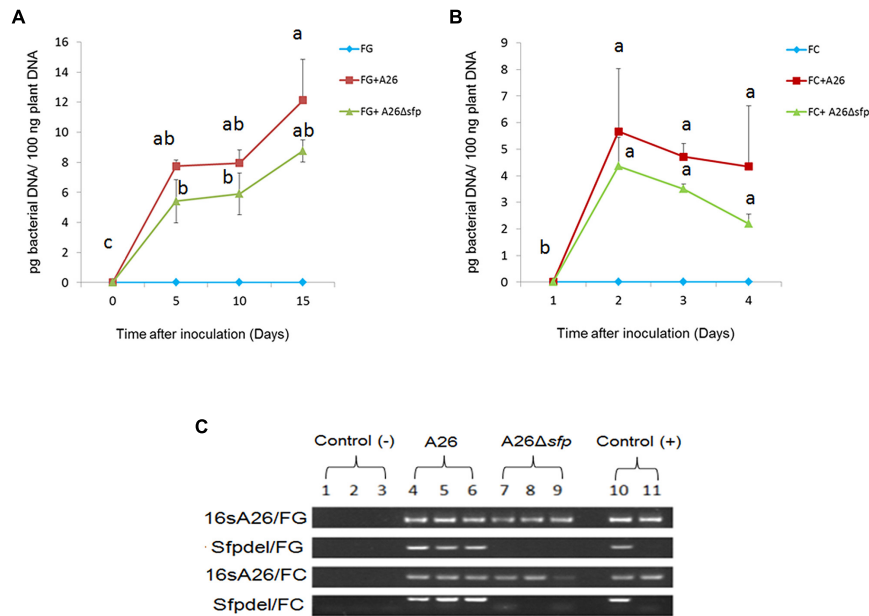 A
pg bacterial DNA/ 100 ng plant DNA
16
14
12
10
8
6
4
2
0
0 5 10 15
Time after inoculation (Days)
c
ab
ab
a
b
b
ab
FG
FG+A26
FG+ A26Δsfp
B
pg bacterial DNA/ 100 ng plant DNA
9
8
7
6
5
4
3
2
1
0
1 2 3 4
Time after inoculation (Days)
b
a
a
a
a
a
a
FC
FC+A26
FC+ A26Δsfp
C
Control (-) A26 A26Δsfp Control (+)
1 2 3 4 5 6 7 8 9 10 11
16sA26/FG
Sfpdel/FG
16sA26/FC
Sfpdel/FC